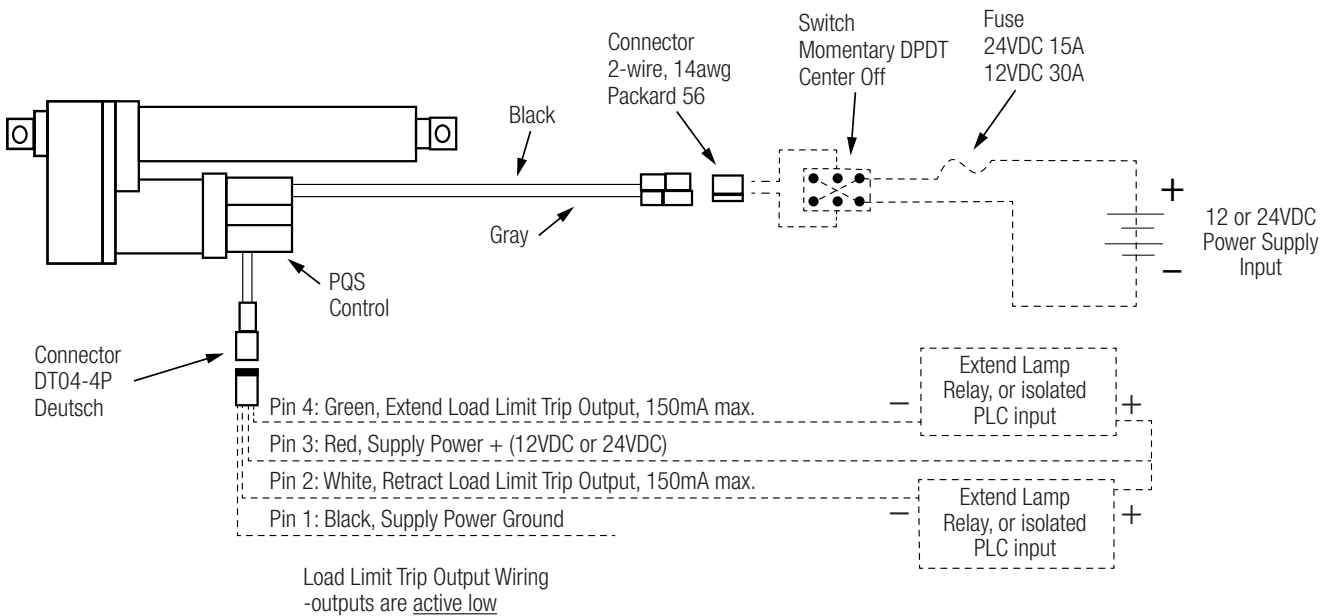 Connector
2-wire, 14awg
Packard 56
Switch
Momentary DPDT
Center Off
Fuse
24VDC 15A
12VDC 30A
Black
Gray
+
12 or 24VDC
Power Supply
Input
−
PQS
Control
Connector
DT04-4P
Deutsch
Extend Lamp
Relay, or isolated
PLC input
−
+
Pin 4: Green, Extend Load Limit Trip Output, 150mA max.
Pin 3: Red, Supply Power + (12VDC or 24VDC)
Pin 2: White, Retract Load Limit Trip Output, 150mA max.
Pin 1: Black, Supply Power Ground
Extend Lamp
Relay, or isolated
PLC input
−
+
Load Limit Trip Output Wiring
-outputs are active low